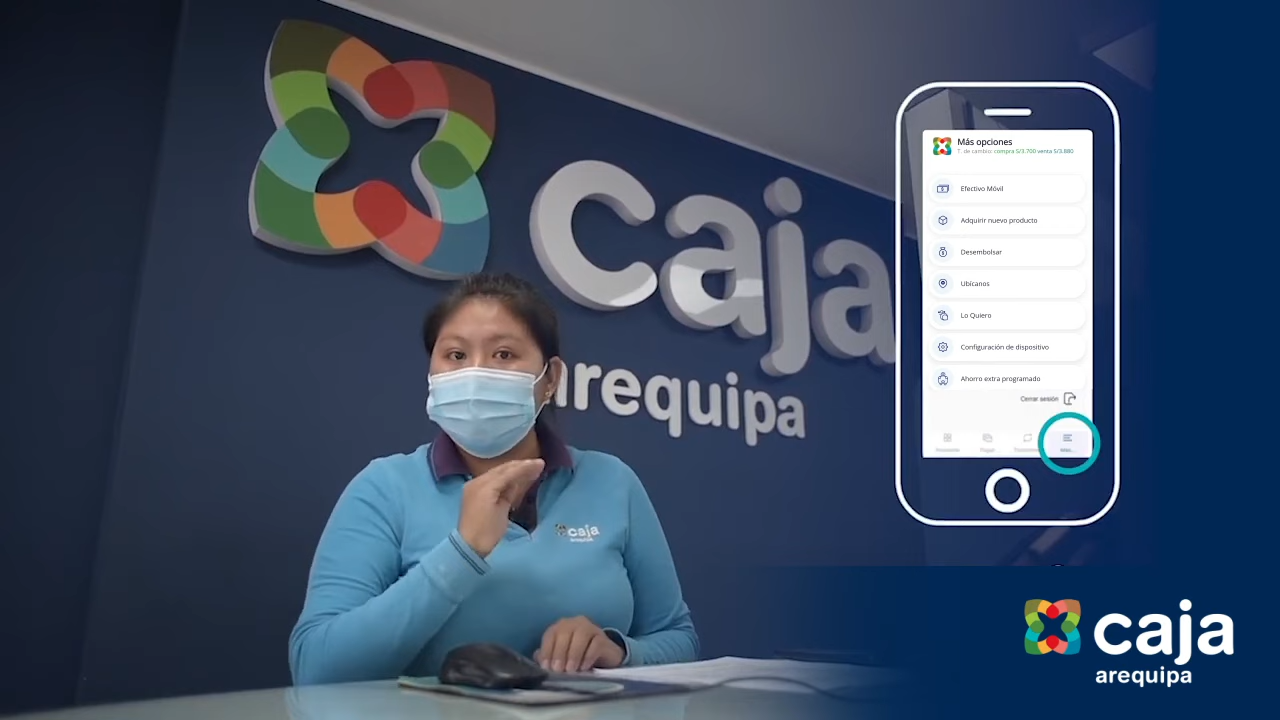 caja
arequipa
caja
arequipa
Más opciones
T. de cambio: compra S/3.700 venta S/3.880
Efectivo Móvil
Adquirir nuevo producto
Desembolsar
Ubícanos
Lo Quiero
Configuración de dispositivo
Ahorro extra programado
Cerrar sesión
caja
arequipa